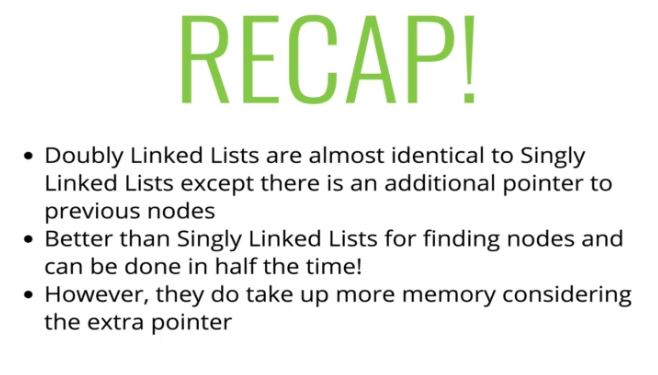 RECAP!
• Doubly Linked Lists are almost identical to Singly
Linked Lists except there is an additional pointer to
previous nodes
• Better than Singly Linked Lists for finding nodes and
can be done in half the time!
• However, they do take up more memory considering
the extra pointer